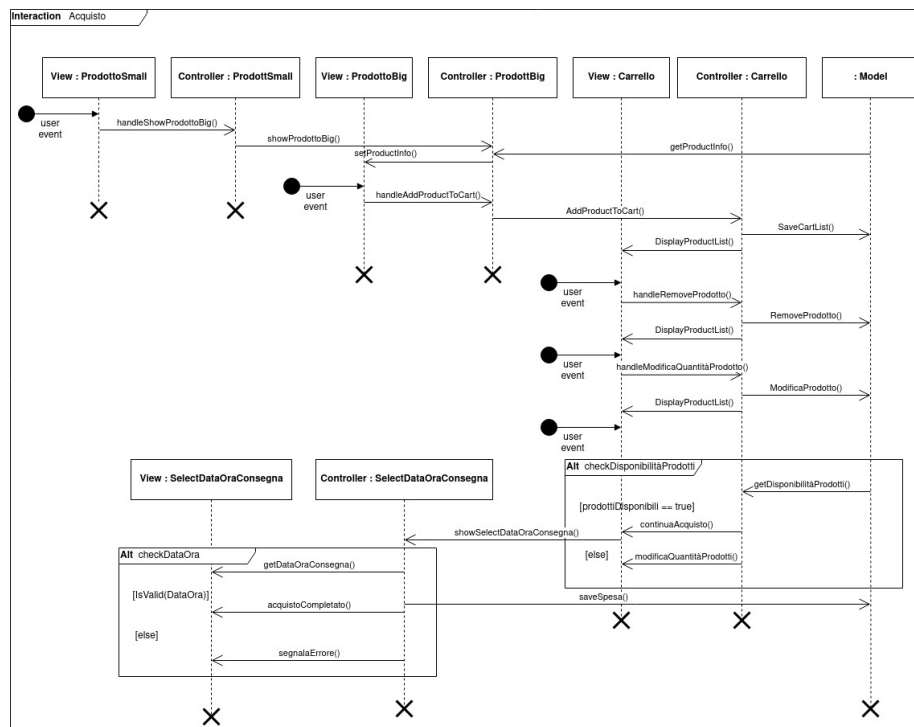 Interaction Acquisto
View : ProdottoSmall
Controller : ProdottSmall
View : ProdottoBig
Controller : ProdottBig
View : Carrello
Controller : Carrello
: Model
user
event
handleShowProdottoBig()
showProdottoBig()
getProductInfo()
setProductInfo()
user
event
handleAddProductToCart()
AddProductToCart()
SaveCartList()
DisplayProductList()
user
event
handleRemoveProdotto()
RemoveProdotto()
DisplayProductList()
user
event
handleModificaQuantitàProdotto()
ModificaProdotto()
DisplayProductList()
user
event
View : SelectDataOraConsegna
Controller : SelectDataOraConsegna
Alt checkDisponibilitàProdotti
getDisponibilitàProdotti()
[prodottiDisponibili == true]
continuaAcquisto()
showSelectDataOraConsegna()
[else]
modificaQuantitàProdotti()
Alt checkDataOra
getDataOraConsegna()
[IsValid(DataOra)]
acquistoCompletato()
saveSpesa()
[else]
segnalaErrore()